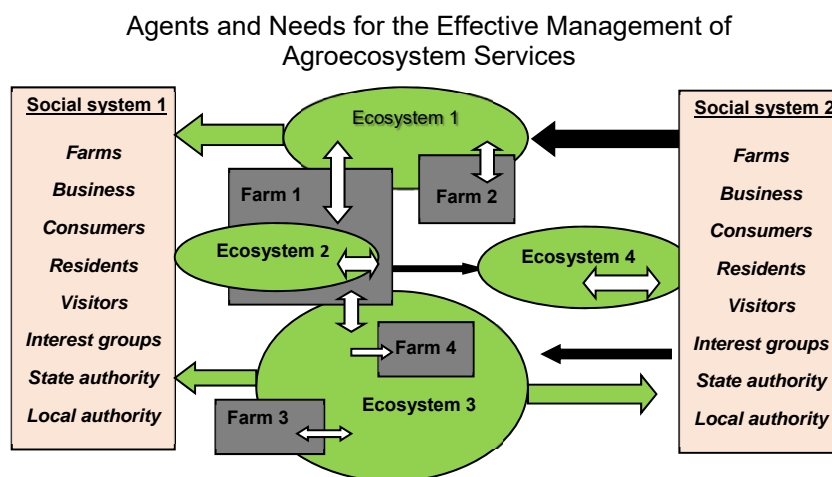 Agents and Needs for the Effective Management of
Agroecosystem Services
Social system 1
Farms
Business
Consumers
Residents
Visitors
Interest groups
State authority
Local authority
Ecosystem 1
Farm 1
Farm 2
Ecosystem 2
Ecosystem 4
Farm 4
Ecosystem 3
Farm 3
Social system 2
Farms
Business
Consumers
Residents
Visitors
Interest groups
State authority
Local authority